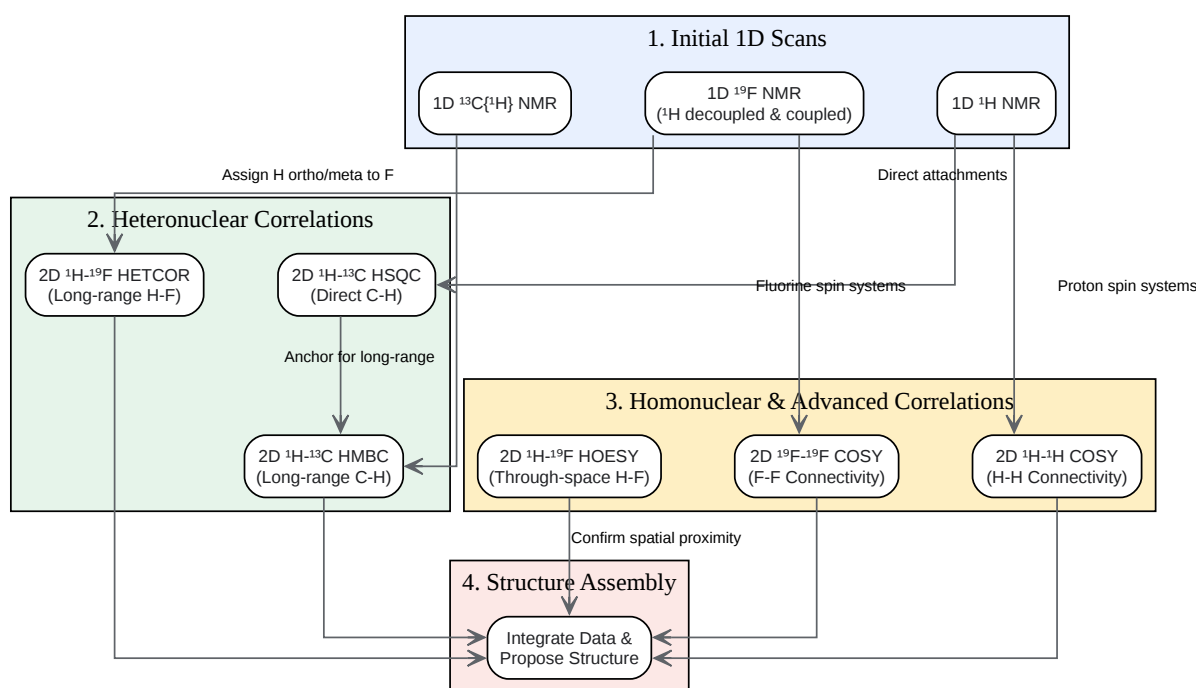 1. Initial 1D Scans
1D ¹³C{¹H} NMR
1D ¹⁹F NMR
(¹H decoupled & coupled)
1D ¹H NMR
Assign H ortho/meta to F
Direct attachments
2. Heteronuclear Correlations
2D ¹H-¹⁹F HETCOR
(Long-range H-F)
2D ¹H-¹³C HSQC
(Direct C-H)
Fluorine spin systems
Proton spin systems
Anchor for long-range
3. Homonuclear & Advanced Correlations
2D ¹H-¹³C HMBC
(Long-range C-H)
2D ¹H-¹⁹F HOESY
(Through-space H-F)
2D ¹⁹F-¹⁹F COSY
(F-F Connectivity)
2D ¹H-¹H COSY
(H-H Connectivity)
Confirm spatial proximity
4. Structure Assembly
Integrate Data &
Propose Structure